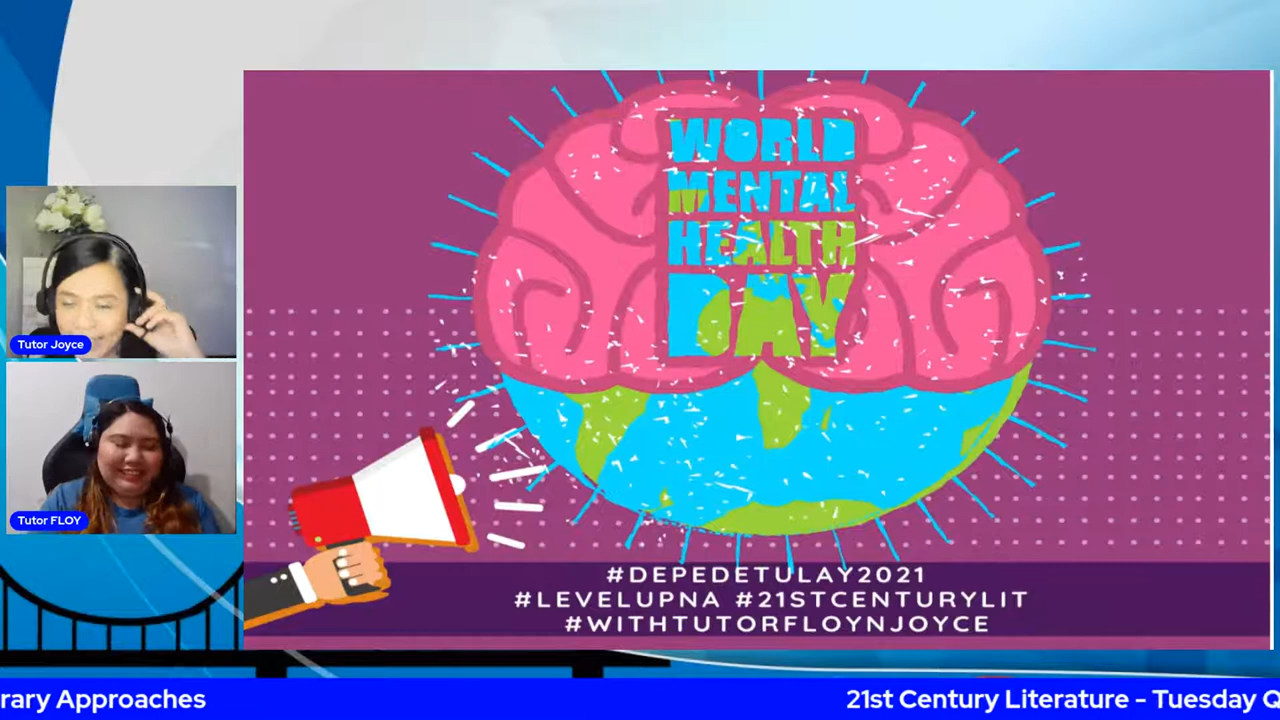 WORLD
MENTAL
HEALTH
DAY
Tutor Joyce
Tutor FLOY
#DEPEDETULAY2021
#LEVELUPNA #21STCENTURYLIT
#WITHTUTORFLOYNJOYCE
rary Approaches
21st Century Literature - Tuesday Q